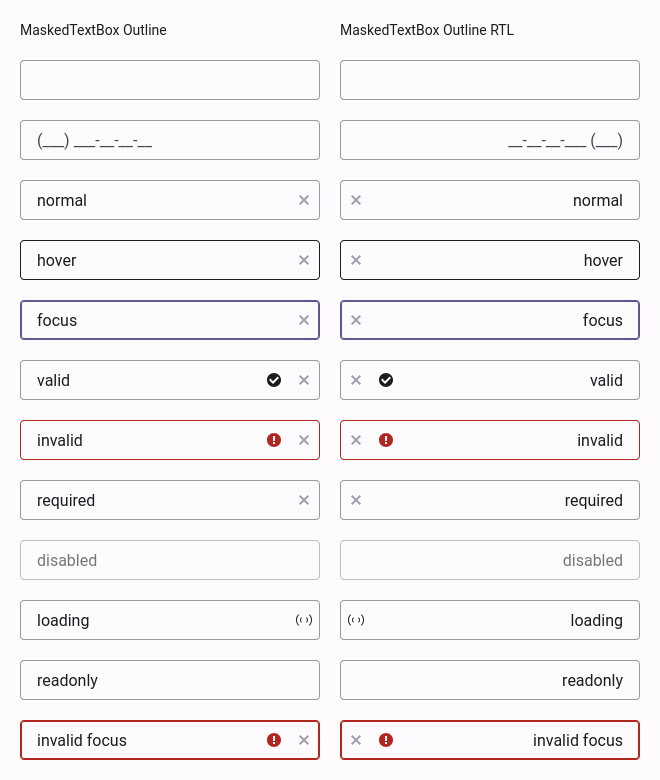 MaskedTextBox Outline
MaskedTextBox Outline RTL
(___) ___-__-__-__
__-__-__-___ (___)
normal
normal
hover
hover
focus
focus
valid
valid
invalid
invalid
required
required
disabled
disabled
loading
loading
readonly
readonly
invalid focus
invalid focus